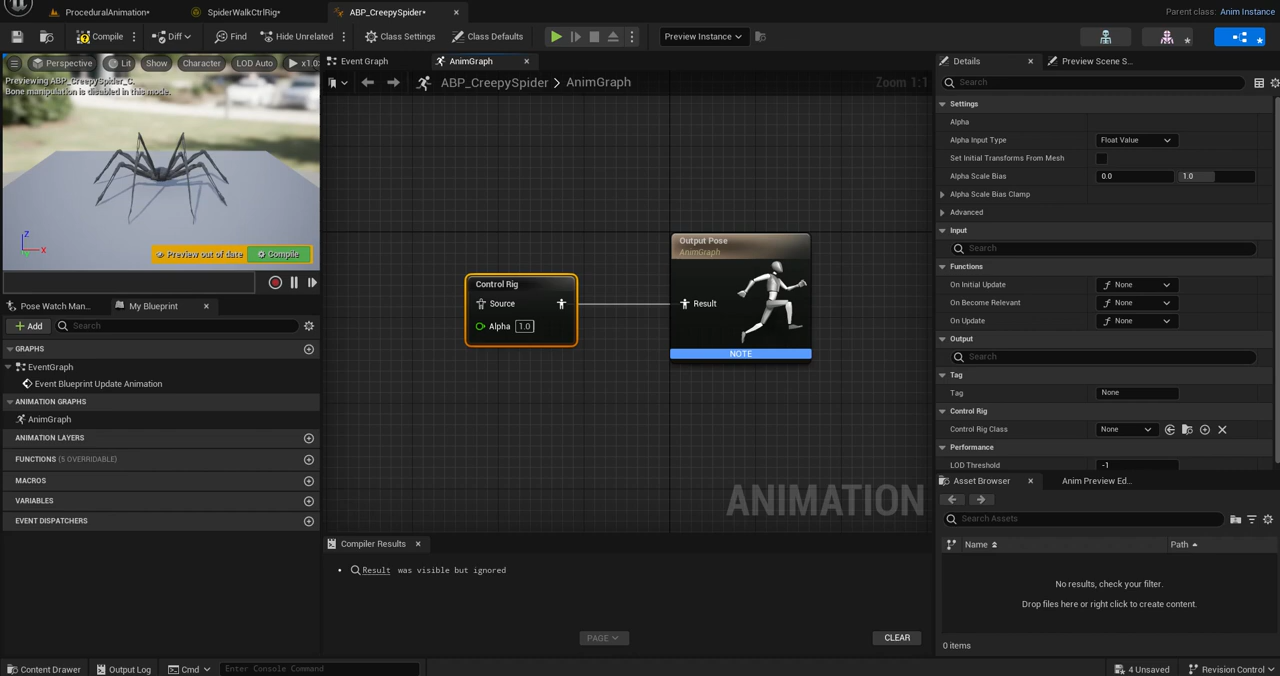 ProceduralAnimation•
SpiderWalkCtrlRig•
ABP_CreepySpider•
Parent class: Anim Instance
Compile
Diff
Find
Hide Unrelated
Class Settings
Class Defaults
Preview Instance
Perspective
Lit
Show
Character
LOD Auto
x1.0
Previewing ABP_CreepySpider_C.
Bone manipulation is disabled in this mode.
Z
X
Preview out of date
Compile
Pose Watch Man...
My Blueprint
Add
Search
GRAPHS
EventGraph
Event Blueprint Update Animation
ANIMATION GRAPHS
AnimGraph
ANIMATION LAYERS
FUNCTIONS (5 OVERRIDABLE)
MACROS
VARIABLES
EVENT DISPATCHERS
Event Graph
AnimGraph
ABP_CreepySpider > AnimGraph
Zoom 1:1
Control Rig
Source
Alpha 1.0
Output Pose
AnimGraph
Result
NOTE
ANIMATION
Compiler Results
• Result was visible but ignored
PAGE
CLEAR
Details
Preview Scene S...
Search
Settings
Alpha
Alpha Input Type Float Value
Set Initial Transforms From Mesh
Alpha Scale Bias 0.0 1.0
Alpha Scale Bias Clamp
Advanced
Input
Search
Functions
On Initial Update None
On Become Relevant None
On Update None
Output
Search
Tag
Tag None
Control Rig
Control Rig Class None
Performance
LOD Threshold -1
Asset Browser
Anim Preview Ed...
Search Assets
Name
Path
No results, check your filter.
Drop files here or right click to create content.
0 items
Content Drawer
Output Log
Cmd
Enter Console Command
4 Unsaved
Revision Control